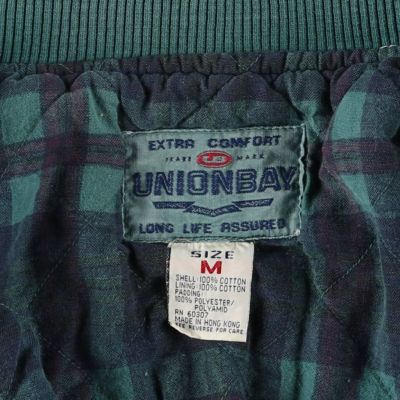 EXTRA COMFORT
TRADE UB MARK
UNIONBAY
LONG LIFE ASSURED
SIZE
M
SHELL: 100% COTTON
LINING: 100% COTTON
PADDING:
100% POLYESTER/
POLYAMID
RN 60307
MADE IN HONG KONG
SEE REVERSE FOR CARE